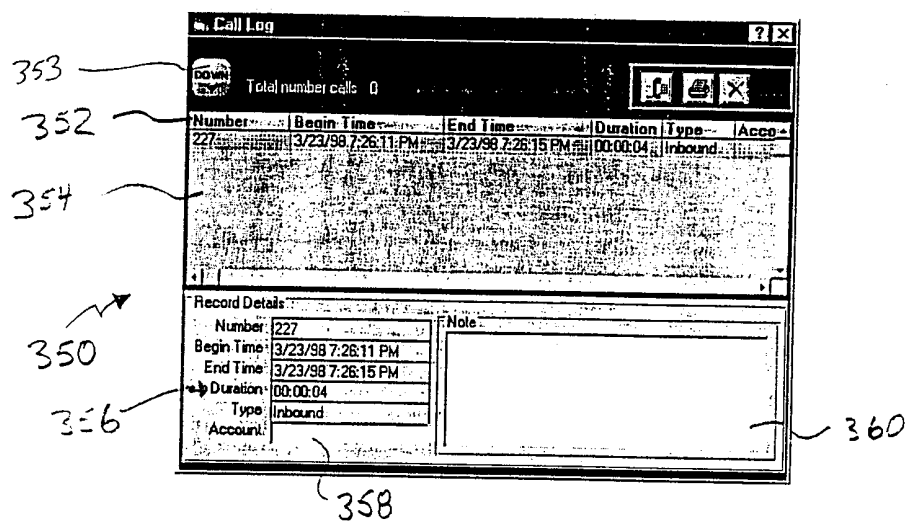 Call Log
? X
353
DOWN
Total number calls 0
352
Number Begin Time End Time Duration Type Acco
227 3/23/98 7:26:11 PM 3/23/98 7:26:15 PM 00:00:04 Inbound
354
350
Record Details
Number 227
Begin Time 3/23/98 7:26:11 PM
End Time 3/23/98 7:26:15 PM
Duration 00:00:04
Type Inbound
Account
Note
356
358
360